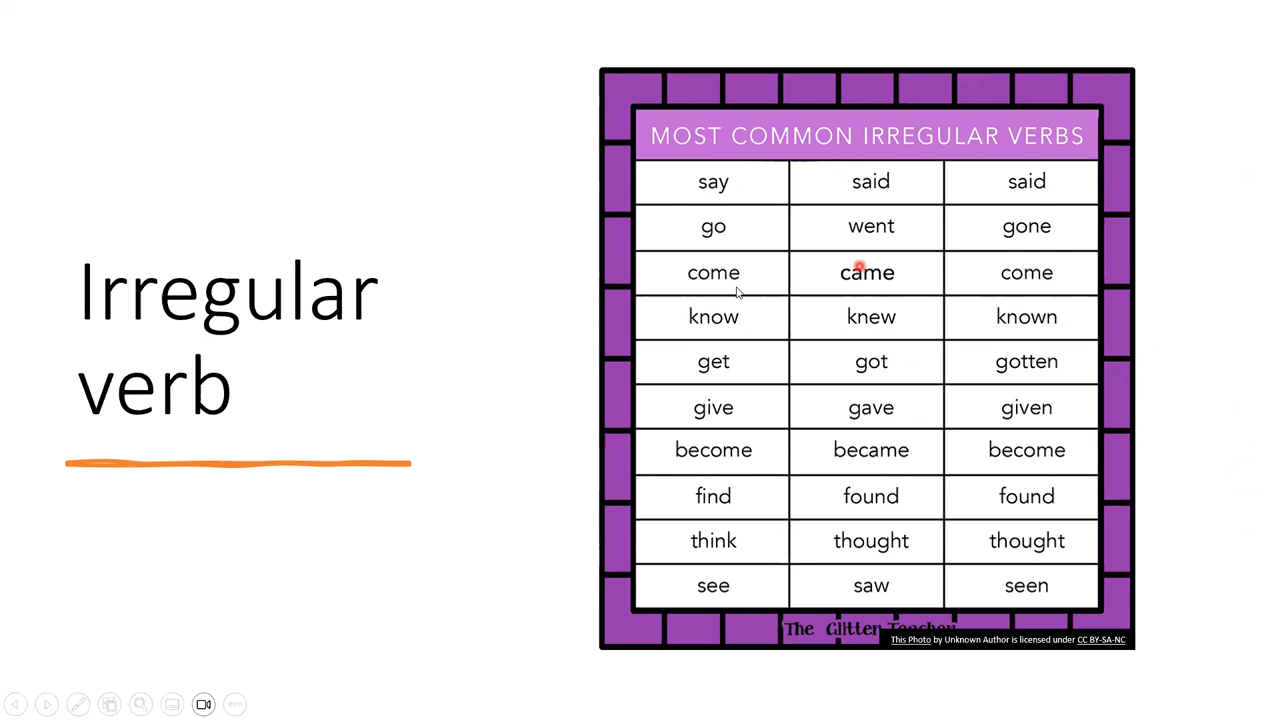 Irregular
verb
MOST COMMON IRREGULAR VERBS
say said said
go went gone
come came come
know knew known
get got gotten
give gave given
become became become
find found found
think thought thought
see saw seen
The Glitter Teacher
This Photo by Unknown Author is licensed under CC BY-SA-NC